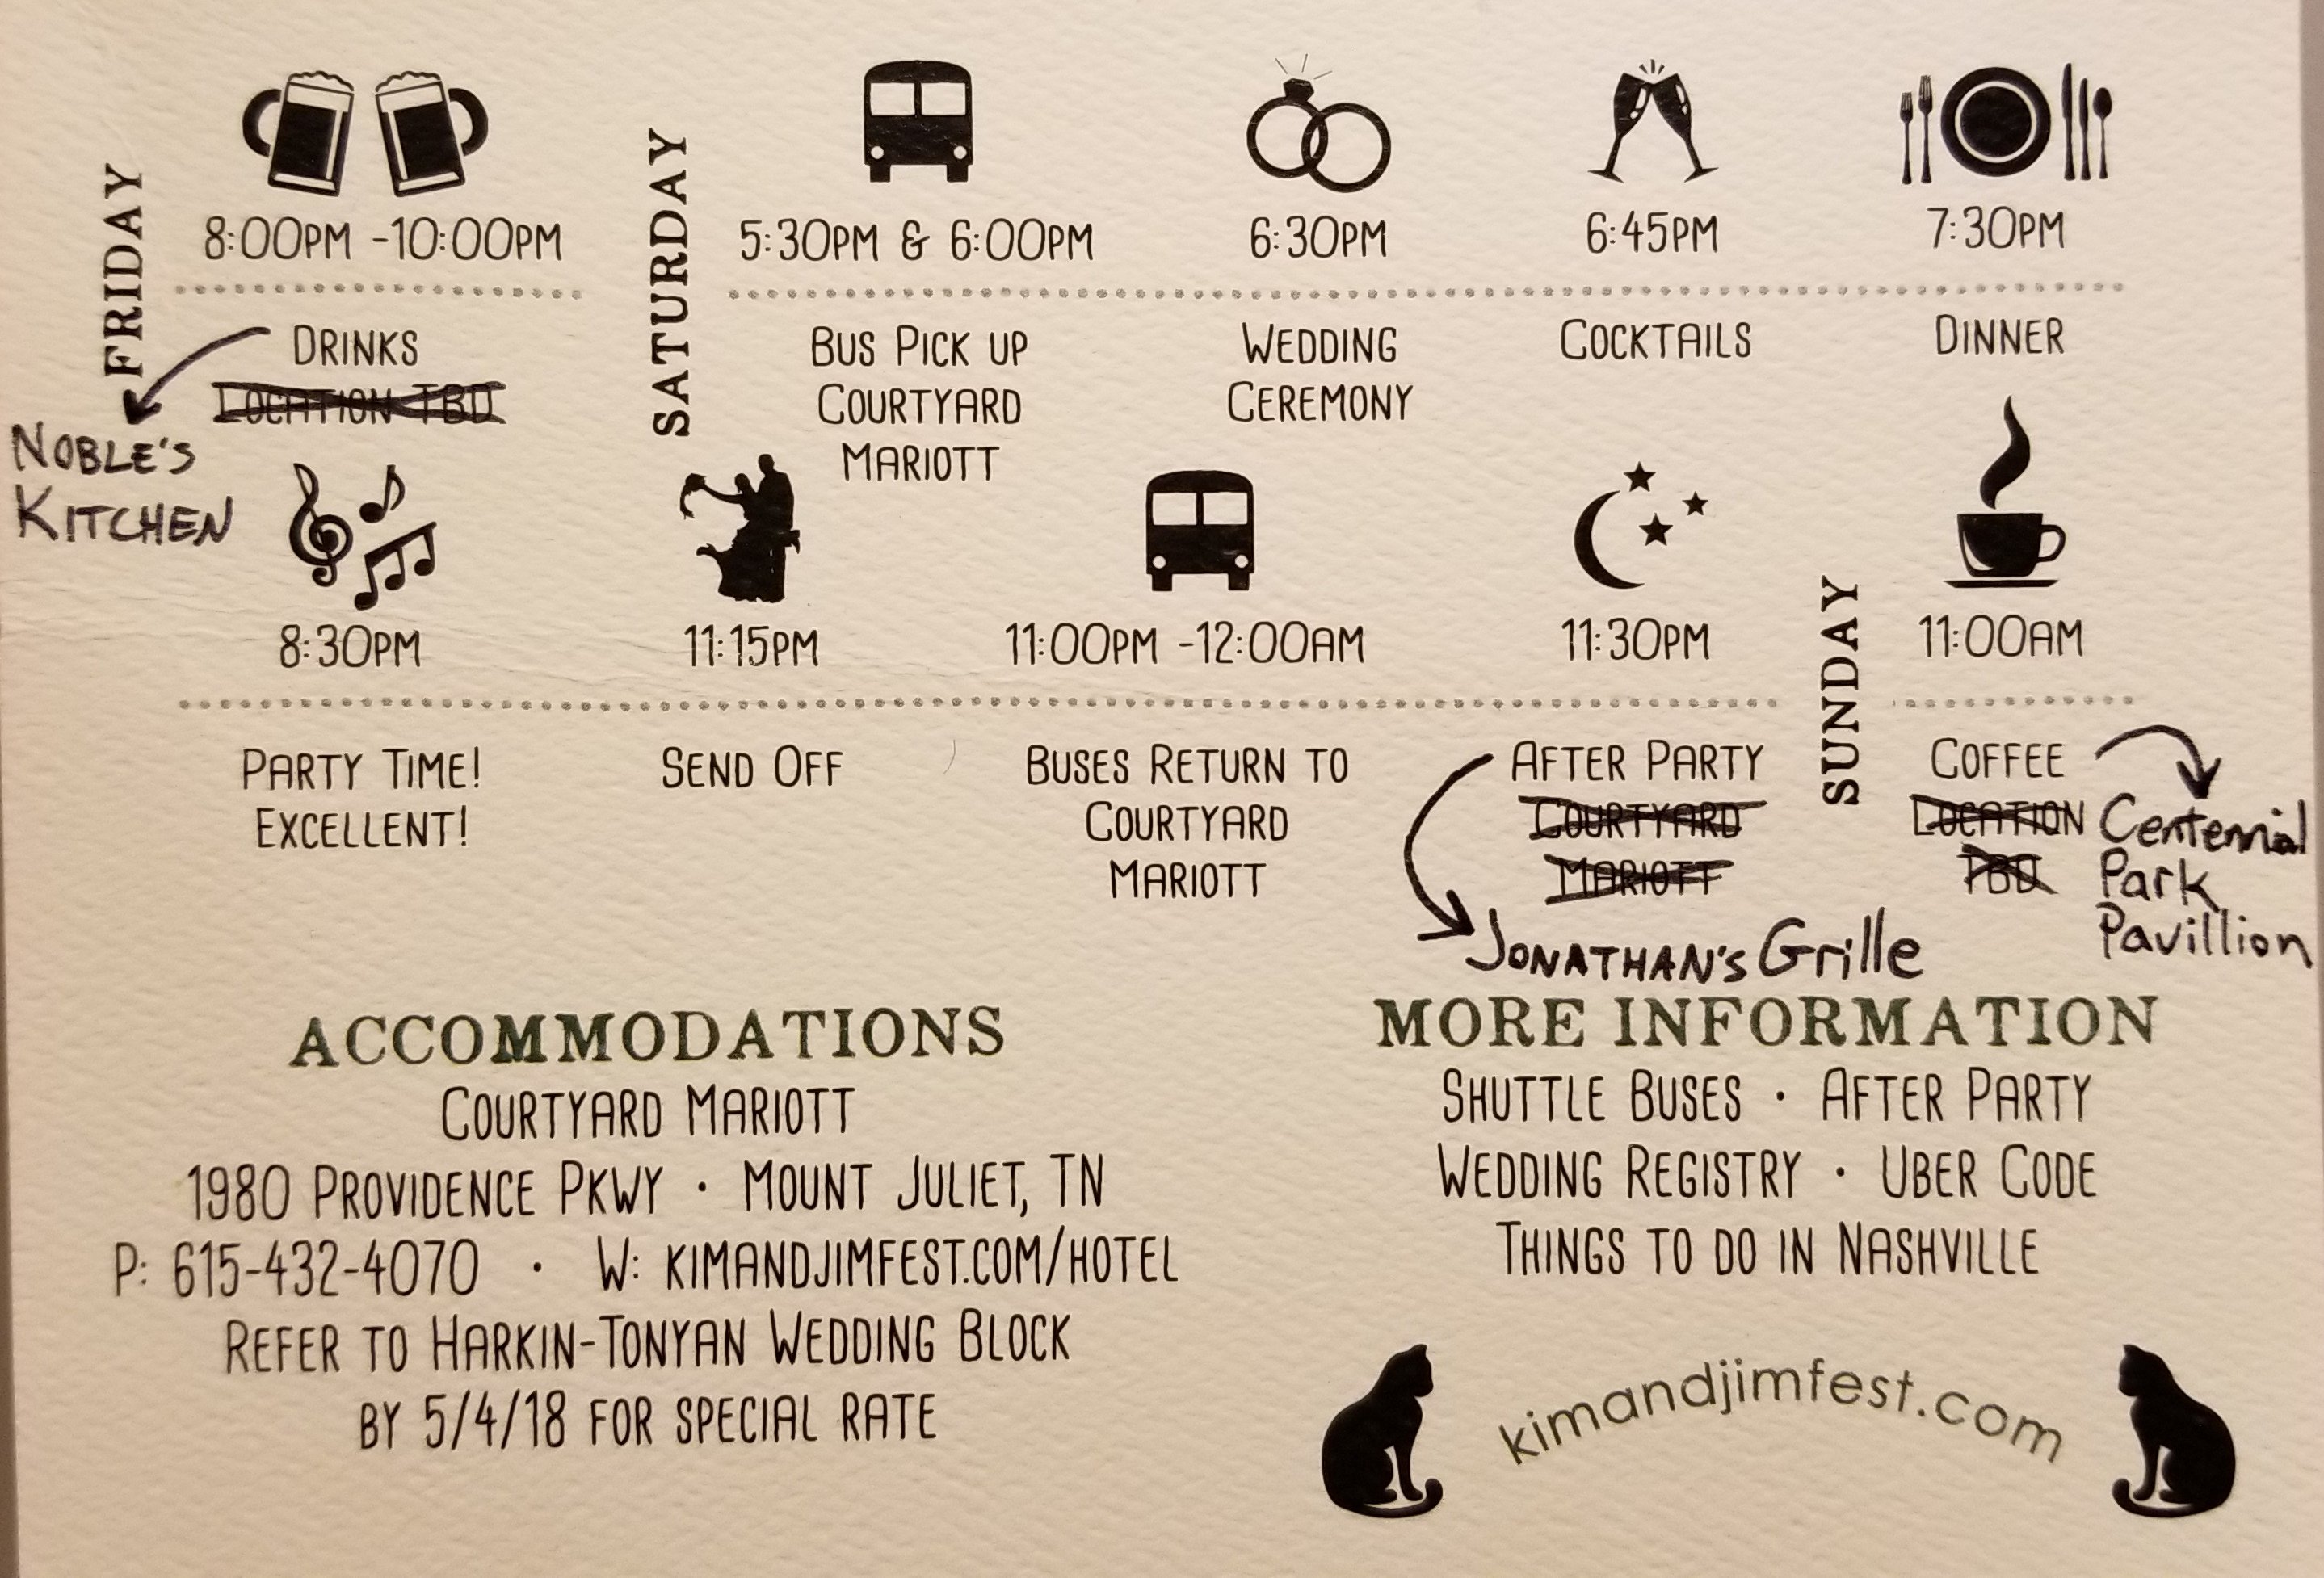 FRIDAY
8:00PM -10:00PM
DRINKS
LOCATION TBD
NOBLE'S
KITCHEN
SATURDAY
5:30PM & 6:00PM
BUS PICK UP
COURTYARD
MARIOTT
6:30PM
WEDDING
CEREMONY
6:45PM
COCKTAILS
7:30PM
DINNER
8:30PM
PARTY TIME!
EXCELLENT!
11:15PM
SEND OFF
11:00PM -12:00AM
BUSES RETURN TO
COURTYARD
MARIOTT
11:30PM
AFTER PARTY
COURTYARD
MARIOTT
JONATHAN'S Grille
SUNDAY
11:00AM
COFFEE
LOCATION
TBD
Centennial
Park
Pavillion
ACCOMMODATIONS
COURTYARD MARIOTT
1980 PROVIDENCE PKWY · MOUNT JULIET, TN
P: 615-432-4070 · W: KIMANDJIMFEST.COM/HOTEL
REFER TO HARKIN-TONYAN WEDDING BLOCK
BY 5/4/18 FOR SPECIAL RATE
MORE INFORMATION
SHUTTLE BUSES · AFTER PARTY
WEDDING REGISTRY · UBER CODE
THINGS TO DO IN NASHVILLE
kimandjimfest.com